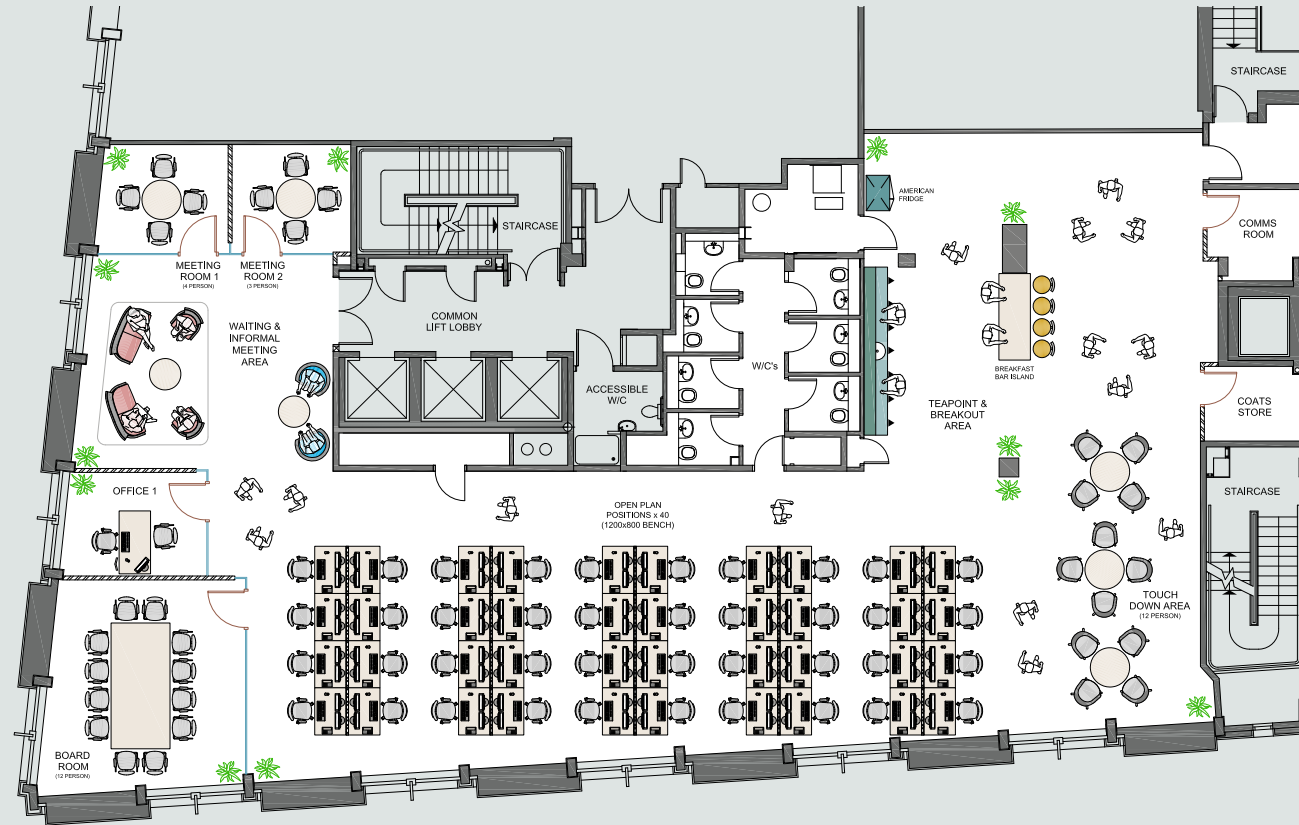 STAIRCASE
AMERICAN
FRIDGE
STAIRCASE
COMMS
ROOM
MEETING
ROOM 1
(4 PERSON)
MEETING
ROOM 2
(3 PERSON)
COMMON
LIFT LOBBY
WAITING &
INFORMAL
MEETING
AREA
W/C's
BREAKFAST
BAR ISLAND
ACCESSIBLE
W/C
TEAPOINT &
BREAKOUT
AREA
COATS
STORE
OFFICE 1
STAIRCASE
OPEN PLAN
POSITIONS x 40
(1200x800 BENCH)
TOUCH
DOWN AREA
(12 PERSON)
BOARD
ROOM
(12 PERSON)